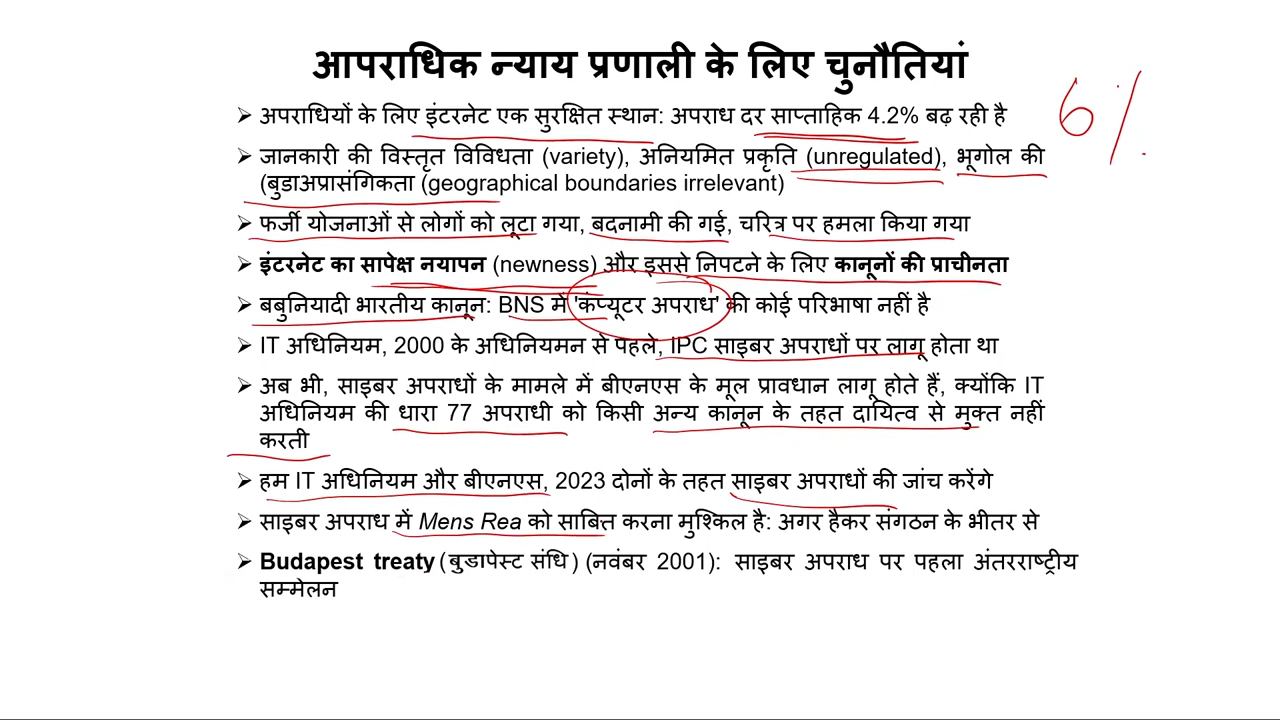 आपराधिक न्याय प्रणाली के लिए चुनौतियां
6%
➢ अपराधियों के लिए इंटरनेट एक सुरक्षित स्थान: अपराध दर साप्ताहिक 4.2% बढ़ रही है
➢ जानकारी की विस्तृत विविधता (variety), अनियमित प्रकृति (unregulated), भूगोल की
(बुडाअप्रासंगिकता (geographical boundaries irrelevant)
➢ फर्जी योजनाओं से लोगों को लूटा गया, बदनामी की गई, चरित्र पर हमला किया गया
➢ इंटरनेट का सापेक्ष नयापन (newness) और इससे निपटने के लिए कानूनों की प्राचीनता
➢ बबुनियादी भारतीय कानून: BNS में 'कंप्यूटर अपराध' की कोई परिभाषा नहीं है
➢ IT अधिनियम, 2000 के अधिनियमन से पहले, IPC साइबर अपराधों पर लागू होता था
➢ अब भी, साइबर अपराधों के मामले में बीएनएस के मूल प्रावधान लागू होते हैं, क्योंकि IT
अधिनियम की धारा 77 अपराधी को किसी अन्य कानून के तहत दायित्व से मुक्त नहीं
करती
➢ हम IT अधिनियम और बीएनएस, 2023 दोनों के तहत साइबर अपराधों की जांच करेंगे
➢ साइबर अपराध में Mens Rea को साबित करना मुश्किल है: अगर हैकर संगठन के भीतर से
➢ Budapest treaty (बुडापेस्ट संधि) (नवंबर 2001): साइबर अपराध पर पहला अंतरराष्ट्रीय
सम्मेलन